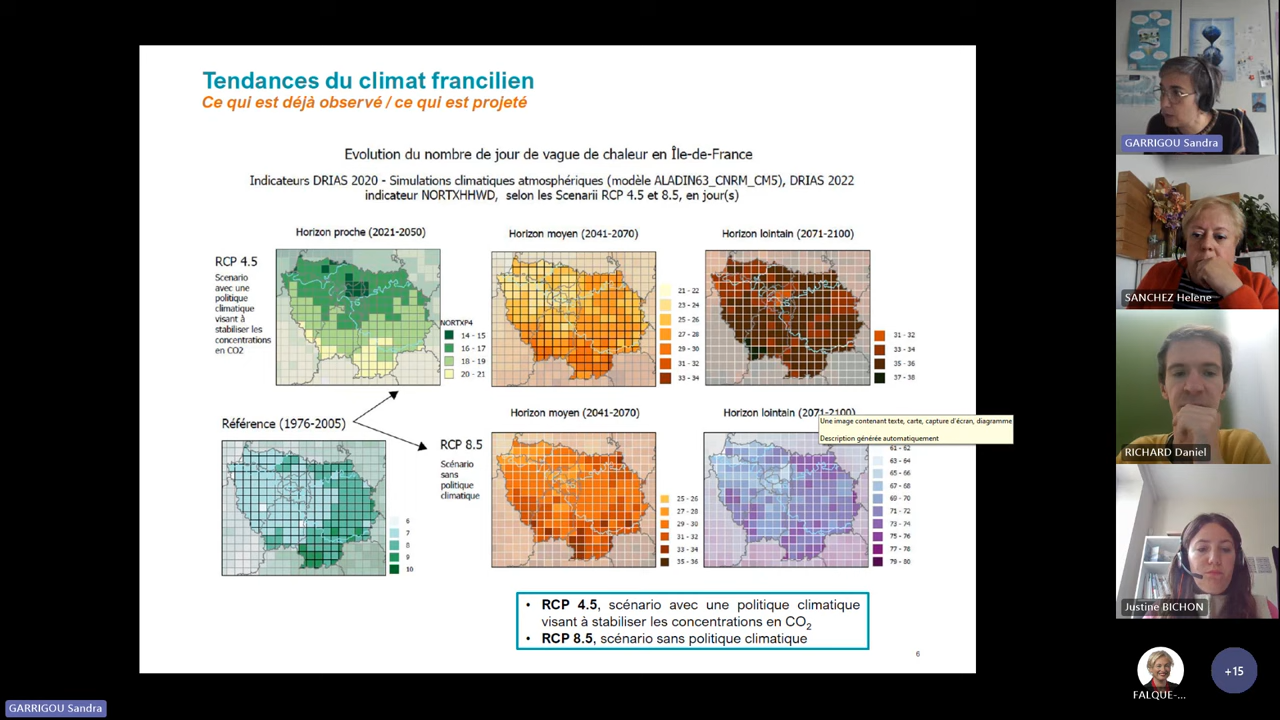 Tendances du climat francilien
Ce qui est déjà observé / ce qui est projeté
Evolution du nombre de jour de vague de chaleur en Île-de-France
Indicateurs DRIAS 2020 - Simulations climatiques atmosphériques (modèle ALADIN63_CNRM_CM5), DRIAS 2022
indicateur NORTXHHWD, selon les Scenarii RCP 4.5 et 8.5, en jour(s)
Horizon proche (2021-2050)
Horizon moyen (2041-2070)
Horizon lointain (2071-2100)
RCP 4.5
Scenario
avec une
politique
climatique
visant à
stabiliser les
concentrations
en CO2
NORTXP4
14 - 15
16 - 17
18 - 19
20 - 21
21 - 22
23 - 24
25 - 26
27 - 28
29 - 30
31 - 32
33 - 34
31 - 32
33 - 34
35 - 36
37 - 38
Référence (1976-2005)
6
7
8
9
10
RCP 8.5
Scénario
sans
politique
climatique
Horizon moyen (2041-2070)
25 - 26
27 - 28
29 - 30
31 - 32
33 - 34
35 - 36
Horizon lointain (2071-2100)
Une image contenant texte, carte, capture d'écran, diagramme
Description générée automatiquement
61 - 62
63 - 64
65 - 66
67 - 68
69 - 70
71 - 72
73 - 74
75 - 76
77 - 78
79 - 80
• RCP 4.5, scénario avec une politique climatique
visant à stabiliser les concentrations en CO2
• RCP 8.5, scénario sans politique climatique
6
GARRIGOU Sandra
SANCHEZ Helene
RICHARD Daniel
Justine BICHON
FALQUE-...
+15
GARRIGOU Sandra